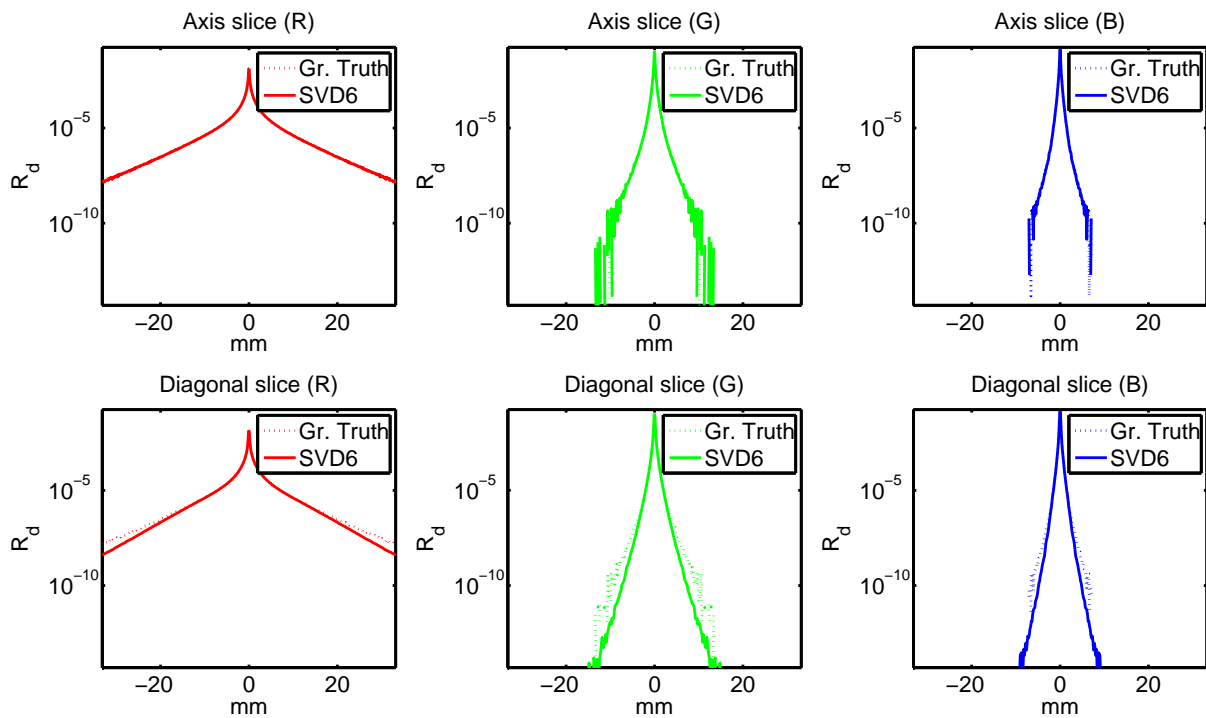 Axis slice (R)
Gr. Truth
SVD6
10^−5
10^−10
R_d
−20
0
20
mm
Axis slice (G)
Gr. Truth
SVD6
10^−5
10^−10
R_d
−20
0
20
mm
Axis slice (B)
Gr. Truth
SVD6
10^−5
10^−10
R_d
−20
0
20
mm
Diagonal slice (R)
Gr. Truth
SVD6
10^−5
10^−10
R_d
−20
0
20
mm
Diagonal slice (G)
Gr. Truth
SVD6
10^−5
10^−10
R_d
−20
0
20
mm
Diagonal slice (B)
Gr. Truth
SVD6
10^−5
10^−10
R_d
−20
0
20
mm